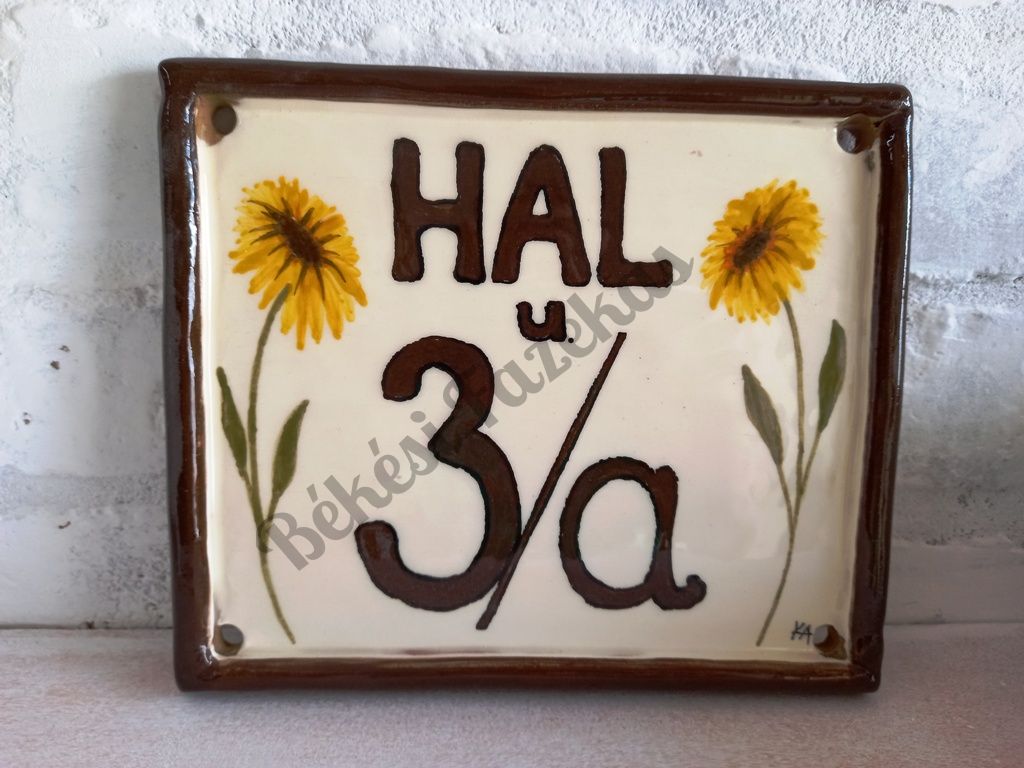 HAL
u.
3/a
KA
Békési Fazekas